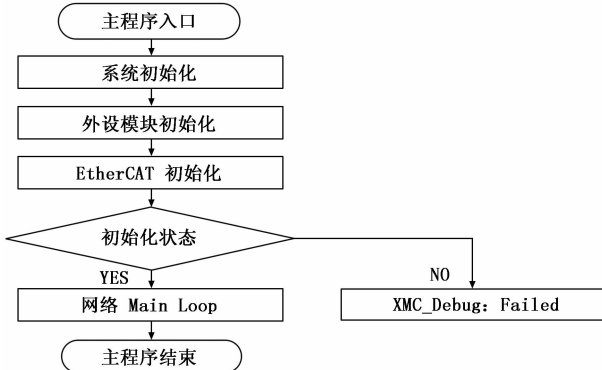 主程序入口
系统初始化
外设模块初始化
EtherCAT 初始化
初始化状态
YES
NO
网络 Main Loop
XMC_Debug: Failed
主程序结束